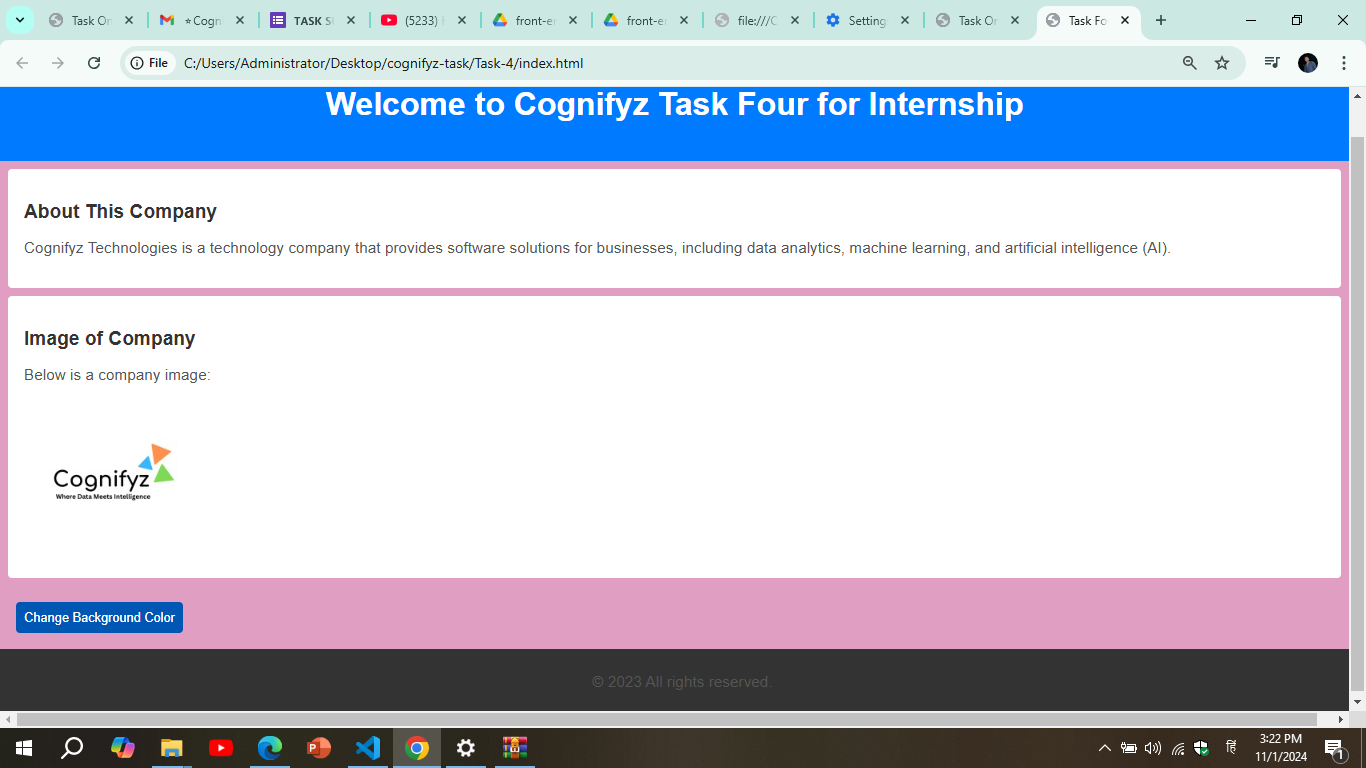 Task On
Cogn
TASK S
(5233)
front-e
front-e
file:///C
Setting
Task On
Task Fo
File
C:/Users/Administrator/Desktop/cognifyz-task/Task-4/index.html
Welcome to Cognifyz Task Four for Internship
About This Company
Cognifyz Technologies is a technology company that provides software solutions for businesses, including data analytics, machine learning, and artificial intelligence (AI).
Image of Company
Below is a company image:
Cognifyz
Where Data Meets Intelligence
Change Background Color
© 2023 All rights reserved.
हिं
3:22 PM
11/1/2024
1